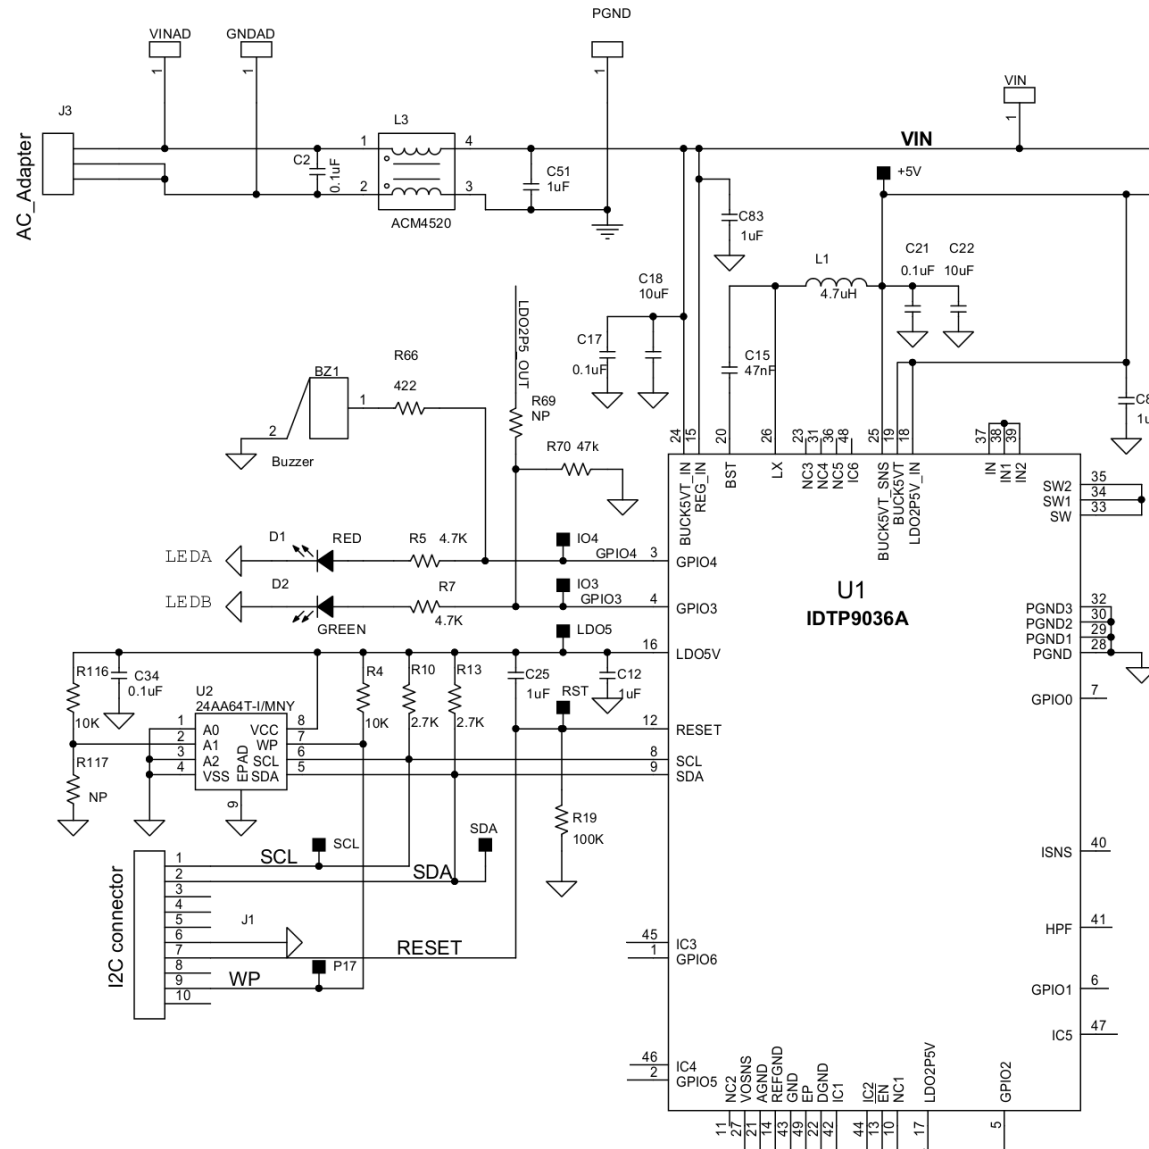 PGND
VINAD GNDAD
1 1 1
J3
L3
VIN
1
AC_Adapter
1 4
VIN
C2
0.1uF
C51
1uF
+5V
2 3
ACM4520
C83
1uF
C21 C22
0.1uF 10uF
L1
4.7uH
C18
10uF
LDO2P5_OUT
C17
0.1uF
C15
47nF
R66
422
BZ1
1
2
Buzzer
R69
NP
R70 47k
24 15 20 26 23 31 36 48 25 19 18 37 38 39
BUCK5VT_IN
REG_IN
BST
LX
NC3
NC4
NC5
IC6
BUCK5VT_SNS
BUCK5VT
LDO2P5V_IN
IN
IN1
IN2
SW2 35
SW1 34
SW 33
LEDA
D1 RED
R5 4.7K
IO4
GPIO4 3 GPIO4
LEDB
D2
GREEN
R7
4.7K
IO3
GPIO3 4 GPIO3
U1
IDTP9036A
PGND3 32
PGND2 30
PGND1 29
PGND 28
LDO5
16 LDO5V
R116
10K
C34
0.1uF
U2
24AA64T-I/MNY
R4
10K
R10
2.7K
R13
2.7K
C25
1uF
C12
1uF
RST
GPIO0 7
1 A0 VCC 8
2 A1 WP 7
3 A2 SCL 6
4 VSS SDA 5
EPAD
9
12 RESET
8 SCL
9 SDA
R117
NP
R19
100K
SCL
SCL
SDA
SDA
I2C connector
1
2
3
4
5
6
7
8
9
10
J1
RESET
P17
WP
ISNS 40
HPF 41
GPIO1 6
IC5 47
45 IC3
1 GPIO6
46 IC4
2 GPIO5
NC2
VOSNS
AGND
REFGND
GND
EP
DGND
IC1
IC2
EN
NC1
LDO2P5V
GPIO2
11 27 21 14 43 49 22 42 44 13 10 17 5